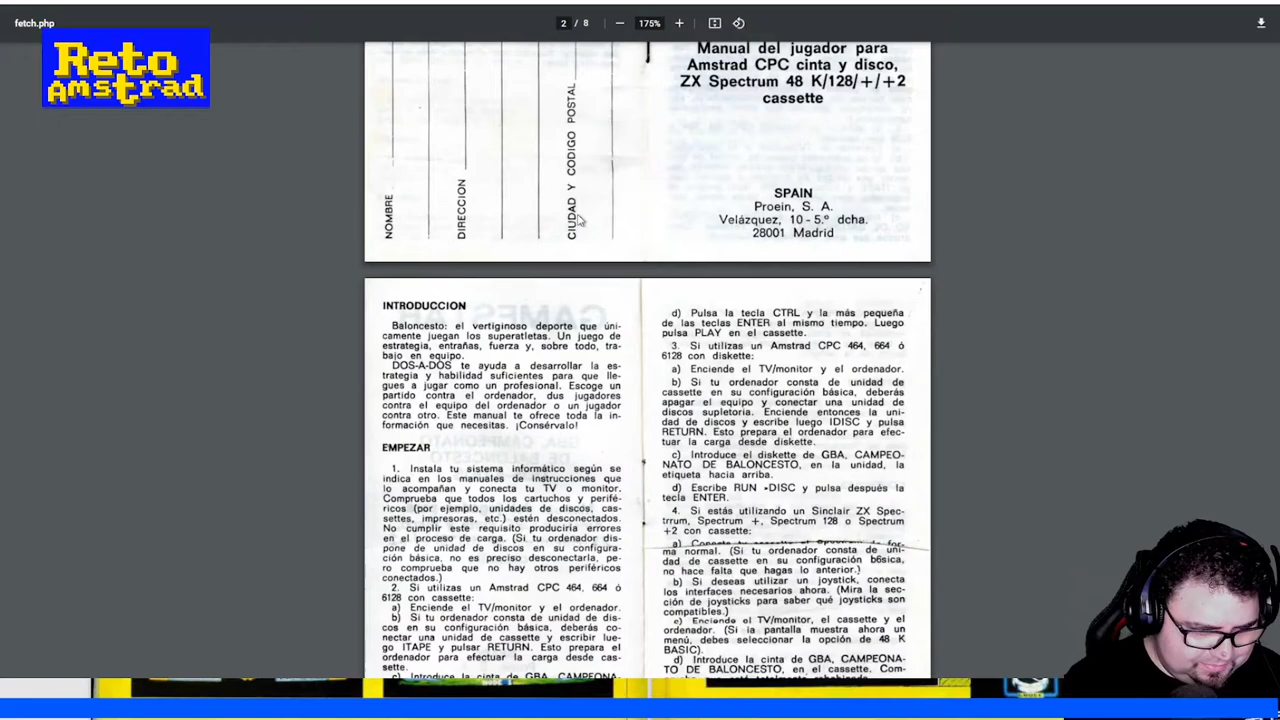 fetch.php
2 / 8
175%
Reto
Amstrad
NOMBRE
DIRECCION
CIUDAD Y CODIGO POSTAL
Manual del jugador para
Amstrad CPC cinta y disco,
ZX Spectrum 48 K/128/+/+2
cassette
SPAIN
Proein, S. A.
Velázquez, 10 - 5.º dcha.
28001 Madrid
INTRODUCCION
Baloncesto: el vertiginoso deporte que úni-
camente juegan los superatletas. Un juego de
estrategia, entrañas, fuerza y, sobre todo, tra-
bajo en equipo.
DOS-A-DOS te ayuda a desarrollar la es-
trategia y habilidad suficientes para que lle-
gues a jugar como un profesional. Escoge un
partido contra el ordenador, dus jugadores
contra el equipo del ordenador o un jugador
contra otro. Este manual te ofrece toda la in-
formación que necesitas. ¡Consérvalo!
EMPEZAR
1. Instala tu sistema informático según se
indica en los manuales de instrucciones que
lo acompañan y conecta tu TV o monitor.
Comprueba que todos los cartuchos y perifé-
ricos (por ejemplo, unidades de discos, cas-
settes, impresoras, etc.) estén desconectados.
No cumplir este requisito produciría errores
en el proceso de carga. (Si tu ordenador dis-
pone de unidad de discos en su configura-
ción básica, no es preciso desconectarla, pe-
ro comprueba que no hay otros periféricos
conectados.)
2. Si utilizas un Amstrad CPC 464, 664 ó
6128 con cassette:
a) Enciende el TV/monitor y el ordenador.
b) Si tu ordenador consta de unidad de dis-
cos en su configuración básica, deberás co-
nectar una unidad de cassette y escribir lue-
go ITAPE y pulsar RETURN. Esto prepara el
ordenador para efectuar la carga desde cas-
sette.
c) Introduce la cinta de GBA, CAMPEONA-
d) Pulsa la tecla CTRL y la más pequeña
de las teclas ENTER al mismo tiempo. Luego
pulsa PLAY en el cassette.
3. Si utilizas un Amstrad CPC 464, 664 ó
6128 con diskette:
a) Enciende el TV/monitor y el ordenador.
b) Si tu ordenador consta de unidad de
cassette en su configuración básica, deberás
apagar el equipo y conectar una unidad de
discos supletoria. Enciende entonces la uni-
dad de discos y escribe luego IDISC y pulsa
RETURN. Esto prepara el ordenador para efec-
tuar la carga desde diskette.
c) Introduce el diskette de GBA, CAMPEO-
NATO DE BALONCESTO, en la unidad, la
etiqueta hacia arriba.
d) Escribe RUN «DISC y pulsa después la
tecla ENTER.
4. Si estás utilizando un Sinclair ZX Spec-
trum, Spectrum +, Spectrum 128 o Spectrum
+2 con cassette:
a) Conecta tu cassette al Spectrum de for-
ma normal. (Si tu ordenador consta de uni-
dad de cassette en su configuración b6sica,
no hace falta que hagas lo anterior.)
b) Si deseas utilizar un joystick, conecta
los interfaces necesarios ahora. (Mira la sec-
ción de joysticks para saber qué joysticks son
compatibles.)
c) Enciende el TV/monitor, el cassette y el
ordenador. (Si la pantalla muestra ahora un
menú, debes seleccionar la opción de 48 K
BASIC).
d) Introduce la cinta de GBA, CAMPEONA-
TO DE BALONCESTO, en el cassette. Com-